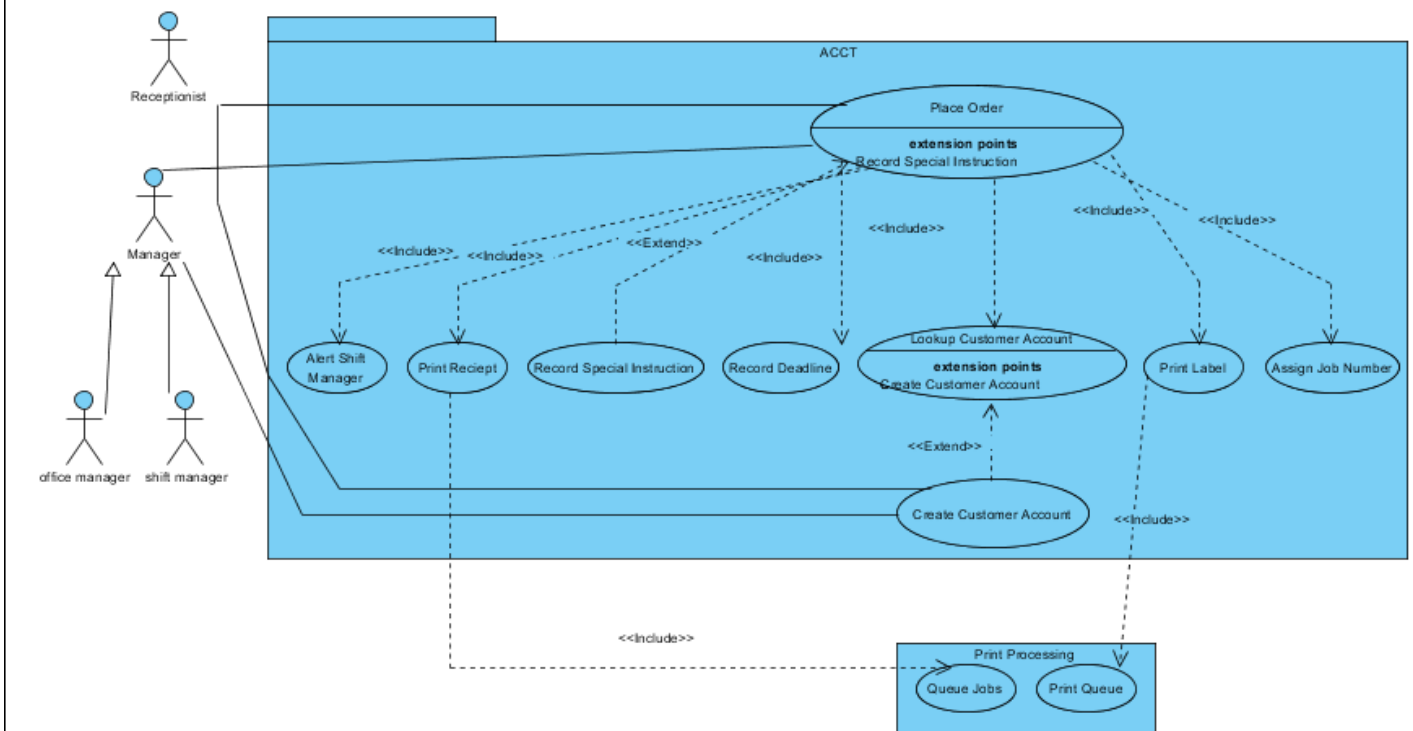 ACCT
Receptionist
Place Order
extension points
Record Special Instruction
Manager
<<Include>>
<<Include>>
<<Extend>>
<<Include>>
<<Include>>
<<Include>>
<<Include>>
Alert Shift
Manager
Print Reciept
Record Special Instruction
Record Deadline
Lookup Customer Account
extension points
Create Customer Account
Print Label
Assign Job Number
office manager
shift manager
<<Extend>>
Create Customer Account
<<Include>>
<<Include>>
Print Processing
Queue Jobs
Print Queue